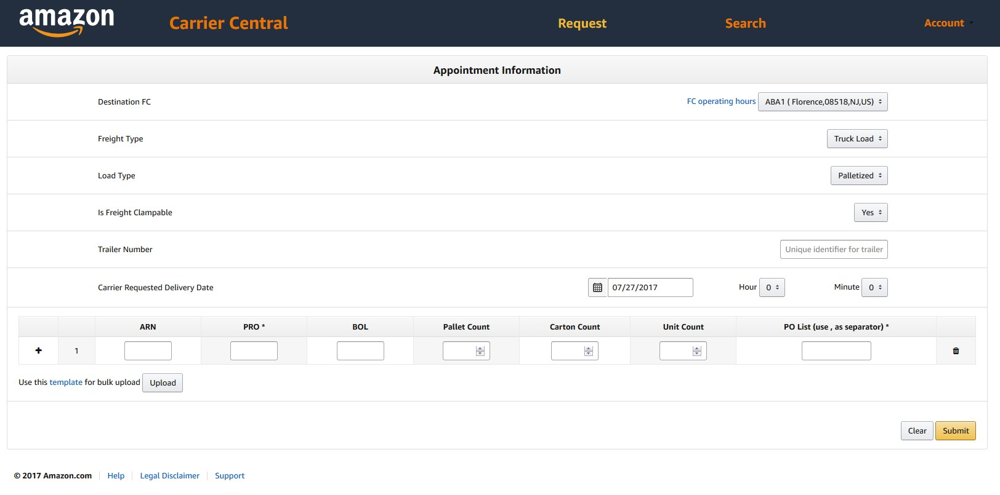 amazon Carrier Central Request Search Account
Appointment Information
Destination FC FC operating hours ABA1 ( Florence,08518,NJ,US)
Freight Type Truck Load
Load Type Palletized
Is Freight Clampable Yes
Trailer Number Unique identifier for trailer
Carrier Requested Delivery Date 07/27/2017 Hour 0 Minute 0
ARN PRO * BOL Pallet Count Carton Count Unit Count PO List (use , as separator) *
1
Use this template for bulk upload Upload
Clear Submit
© 2017 Amazon.com Help Legal Disclaimer Support